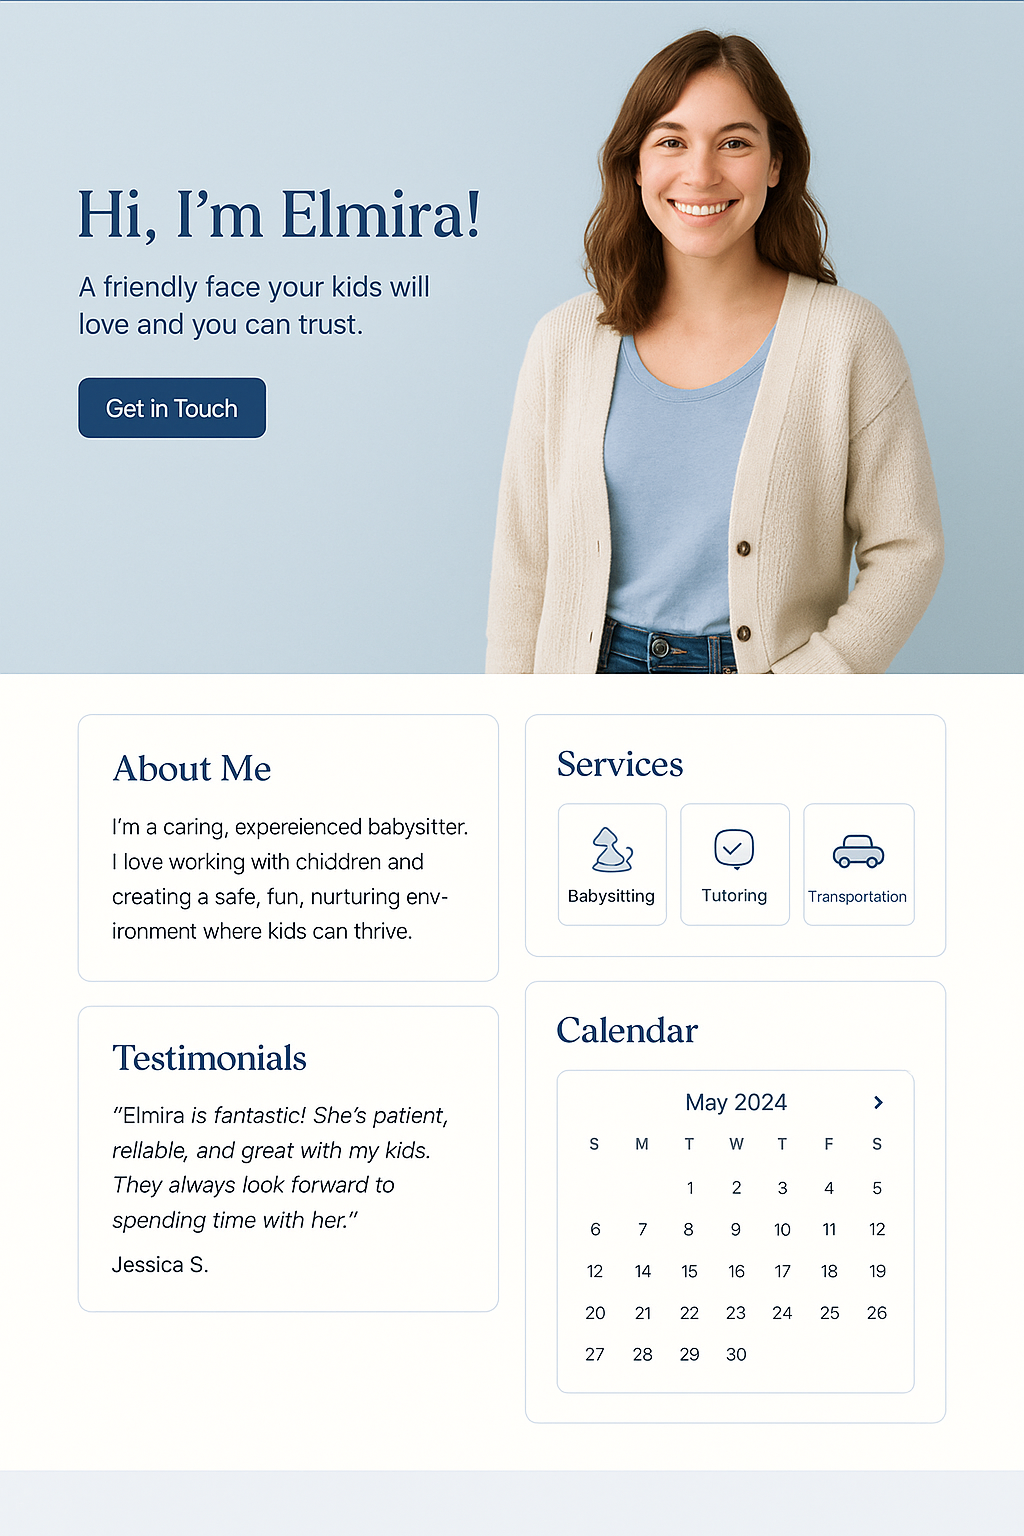 Hi, I’m Elmira!
A friendly face your kids will
love and you can trust.
Get in Touch
About Me
I’m a caring, expereienced babysitter.
I love working with chiddren and
creating a safe, fun, nurturing env-
ironment where kids can thrive.
Services
Babysitting Tutoring Transportation
Testimonials
“Elmira is fantastic! She’s patient,
rellable, and great with my kids.
They always look forward to
spending time with her.”
Jessica S.
Calendar
May 2024 >
S M T W T F S
1 2 3 4 5
6 7 8 9 10 11 12
12 14 15 16 17 18 19
20 21 22 23 24 25 26
27 28 29 30